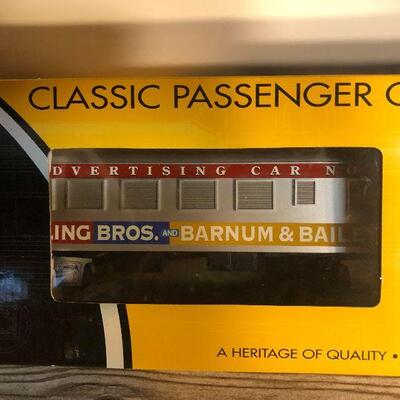 CLASSIC PASSENGER C
DVERTISING CAR NO
LING BROS. AND BARNUM & BAILE
A HERITAGE OF QUALITY •